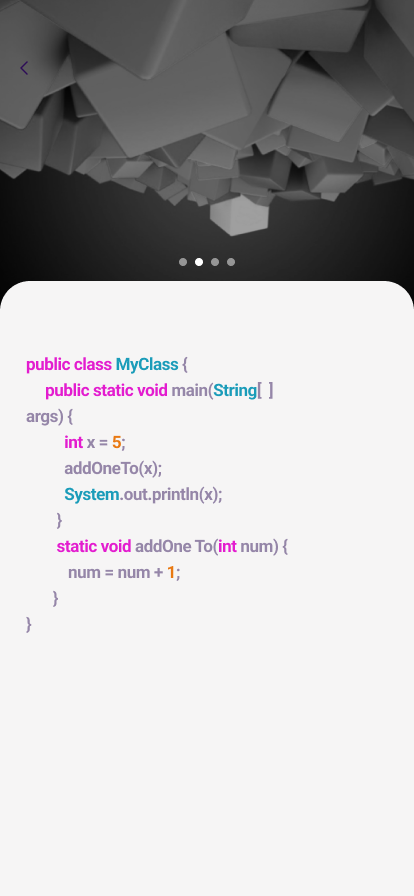 public class MyClass {
public static void main(String[ ]
args) {
int x = 5;
addOneTo(x);
System.out.println(x);
}
static void addOne To(int num) {
num = num + 1;
}
}